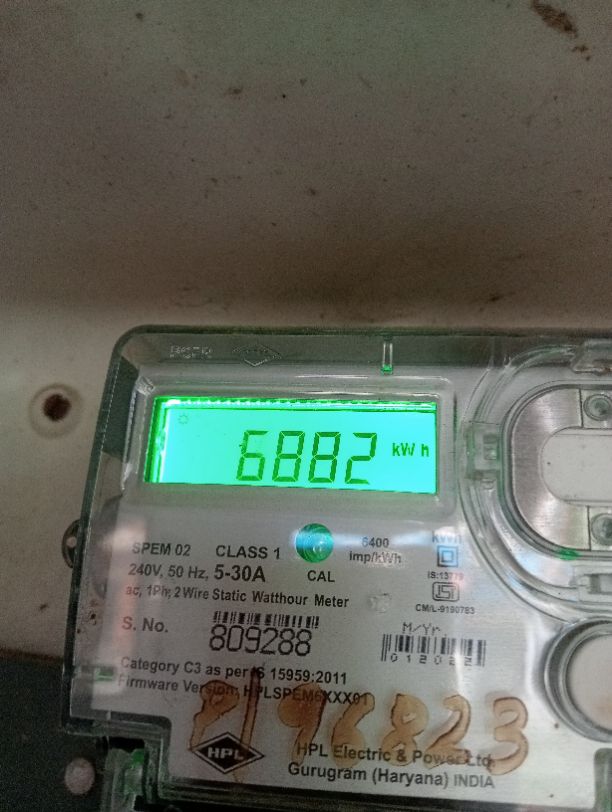 6882 kWh
SPEM 02 CLASS 1 6400 kWh
240V, 50 Hz, 5-30A CAL imp/kWh
IS:13779
ac, 1Ph, 2 Wire Static Watthour Meter
CM/L-9190783
S. No. 809288 M/Yr.
Category C3 as per IS 15959:2011
Firmware Version: HPLSPEM6XXX01
HPL
HPL Electric & Power Ltd
Gurugram (Haryana) INDIA